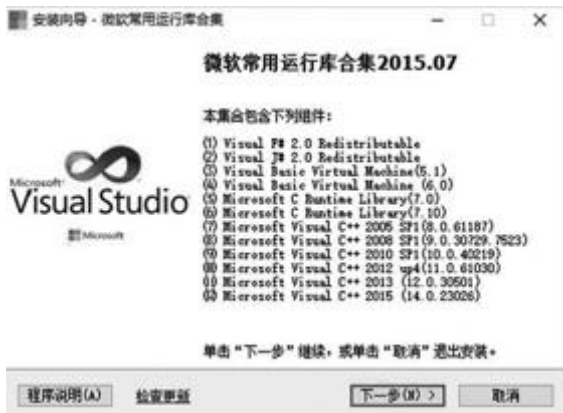 安装向导 - 微软常用运行库合集
微软常用运行库合集2015.07
本集合包含下列组件:
(1) Visual F# 2.0 Redistributable
(2) Visual J# 2.0 Redistributable
(3) Visual Basic Virtual Machine(5.1)
(4) Visual Basic Virtual Machine (6.0)
(5) Microsoft C Runtime Library(7.0)
(6) Microsoft C Runtime Library(7.10)
(7) Microsoft Visual C++ 2005 SP1(8.0.61187)
(8) Microsoft Visual C++ 2008 SP1(9.0.30729.7523)
(9) Microsoft Visual C++ 2010 SP1(10.0.40219)
(10) Microsoft Visual C++ 2012 up4(11.0.61030)
(11) Microsoft Visual C++ 2013 (12.0.30501)
(12) Microsoft Visual C++ 2015 (14.0.23026)
Microsoft
Visual Studio
Microsoft
单击“下一步”继续,或单击“取消”退出安装。
程序说明(A) 检查更新 下一步(N) > 取消